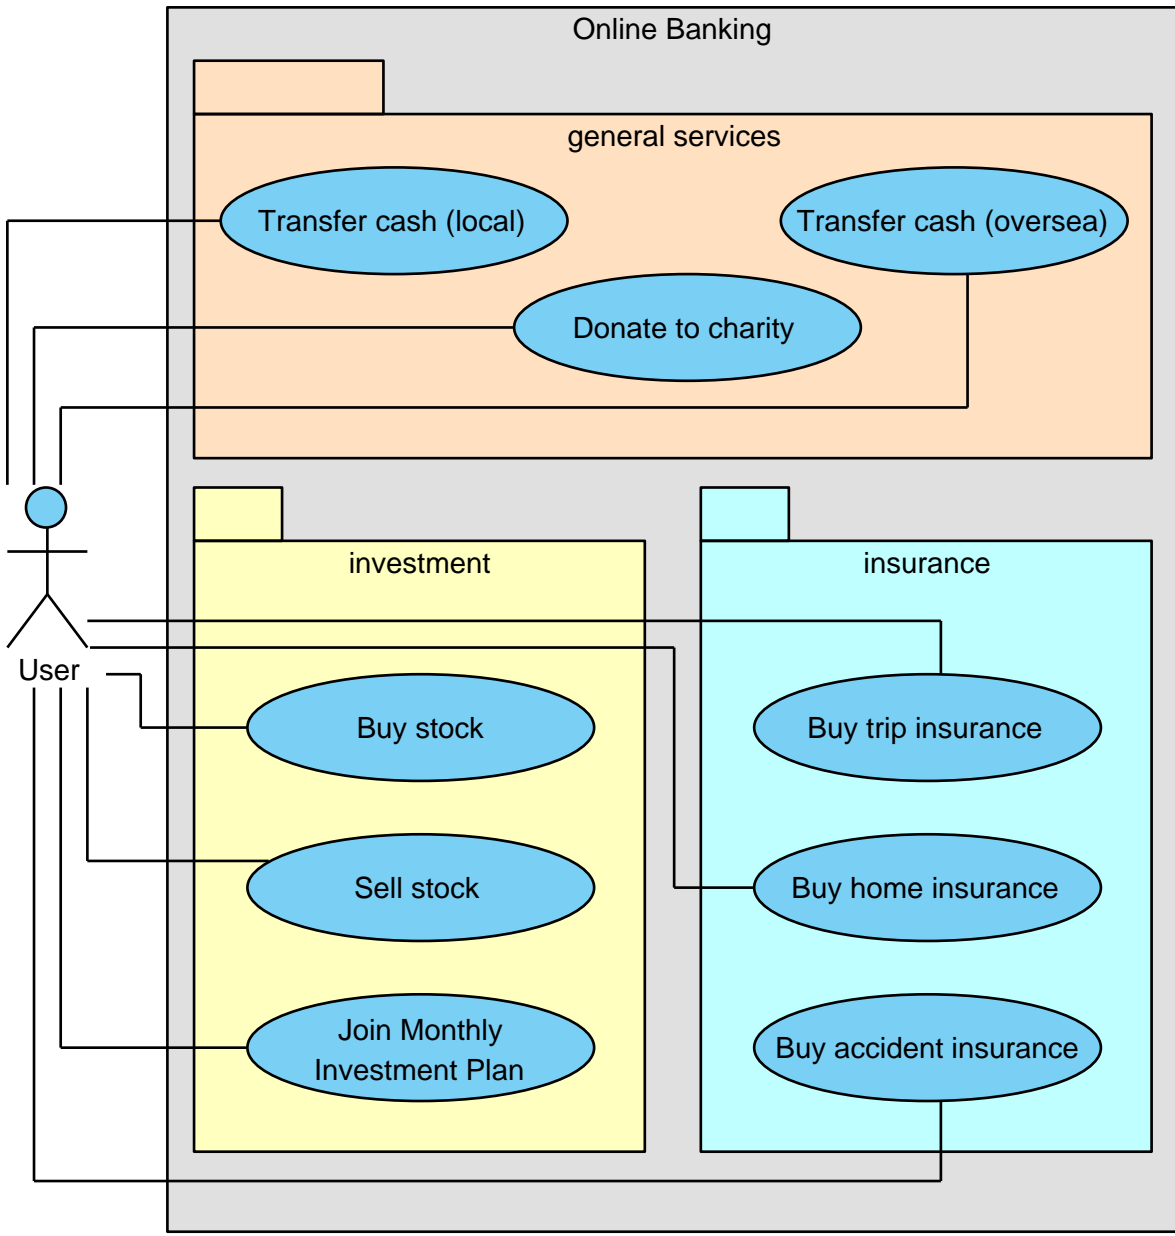 Online Banking
general services
Transfer cash (local)
Transfer cash (oversea)
Donate to charity
investment
insurance
User
Buy stock
Buy trip insurance
Sell stock
Buy home insurance
Join Monthly
Investment Plan
Buy accident insurance